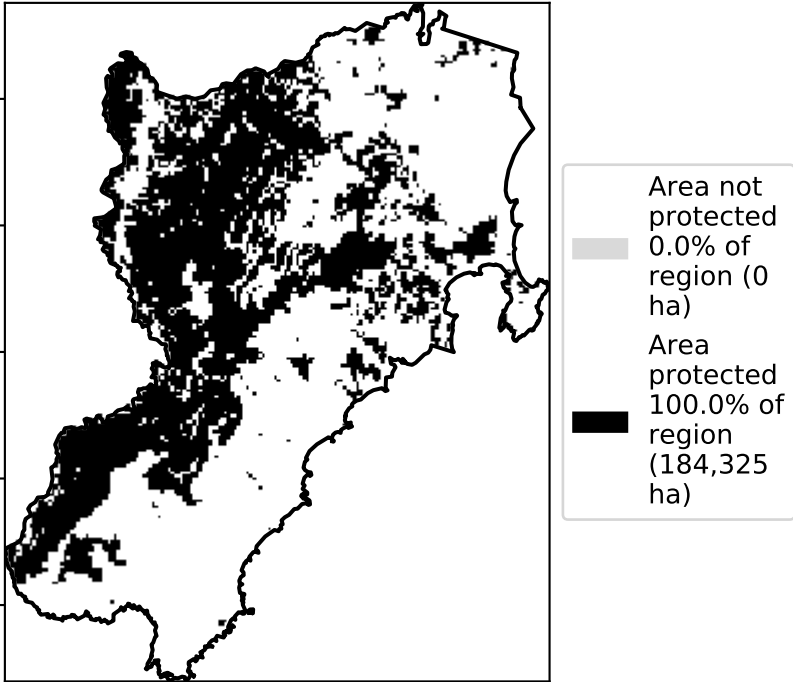 Area not
protected
0.0% of
region (0
ha)
Area
protected
100.0% of
region
(184,325
ha)